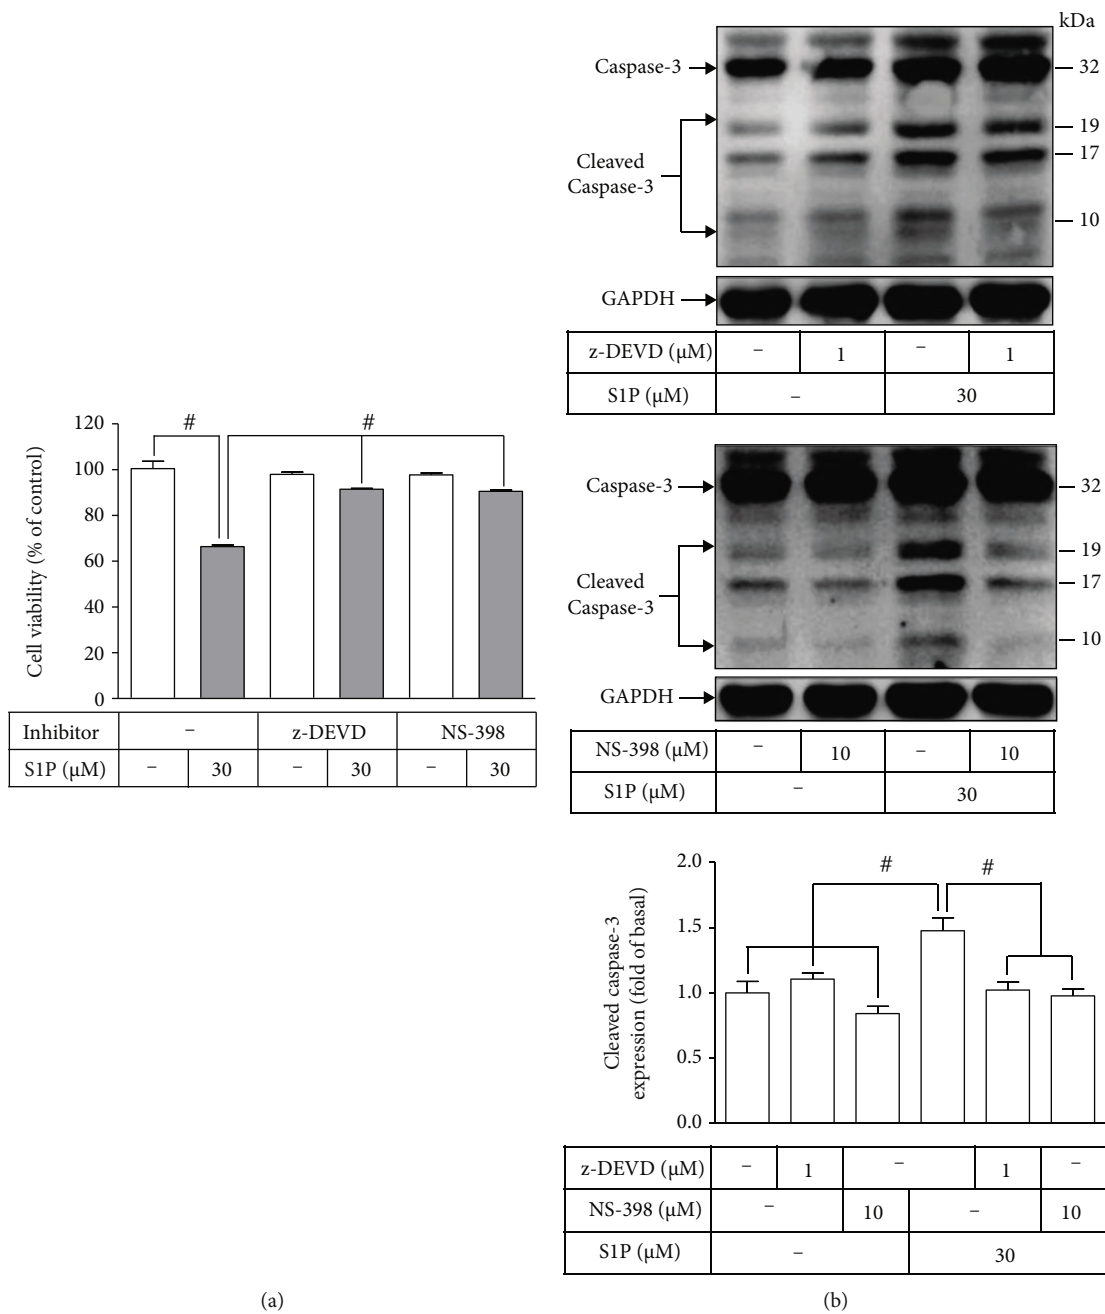 #
#
120
100
80
60
40
20
0
Cell viability (% of control)
Inhibitor – z-DEVD NS-398
S1P (μM) – 30 – 30 – 30
(a)
kDa
Caspase-3 32
19
17
Cleaved
Caspase-3
10
GAPDH
z-DEVD (μM) – 1 – 1
S1P (μM) – 30
Caspase-3 32
19
17
Cleaved
Caspase-3
10
GAPDH
NS-398 (μM) – 10 – 10
S1P (μM) – 30
2.0
1.5
1.0
0.5
0.0
# #
Cleaved caspase-3
expression (fold of basal)
z-DEVD (μM) – 1 – 1 –
NS-398 (μM) – 10 – 10
S1P (μM) – 30
(b)